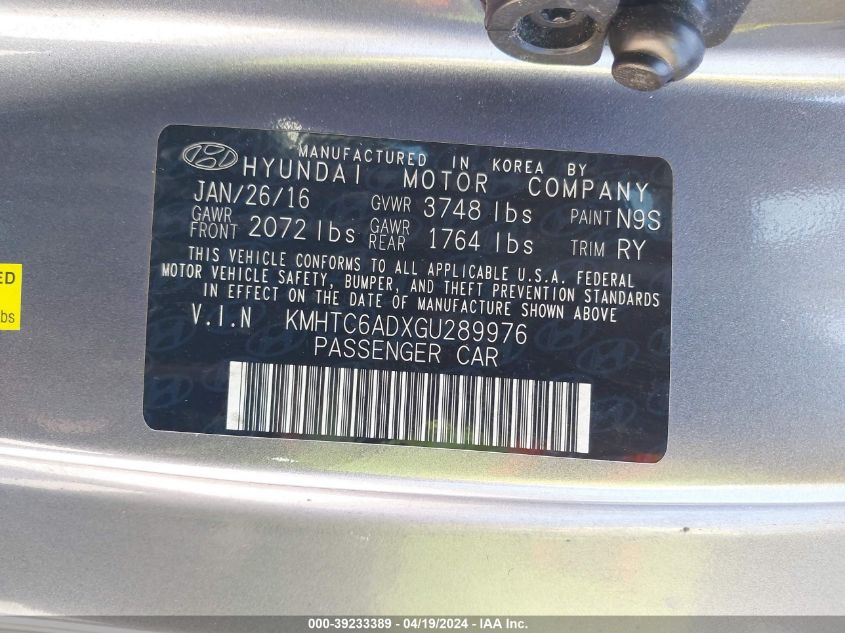 MANUFACTURED IN KOREA BY
HYUNDAI MOTOR COMPANY
JAN/26/16 GVWR 3748 lbs PAINT N9S
GAWR FRONT 2072 lbs GAWR REAR 1764 lbs TRIM RY
THIS VEHICLE CONFORMS TO ALL APPLICABLE U.S.A. FEDERAL
MOTOR VEHICLE SAFETY, BUMPER, AND THEFT PREVENTION STANDARDS
IN EFFECT ON THE DATE OF MANUFACTURE SHOWN ABOVE
V.I.N KMHTC6ADXGU289976
PASSENGER CAR
ED
lbs
000-39233389 - 04/19/2024 - IAA Inc.